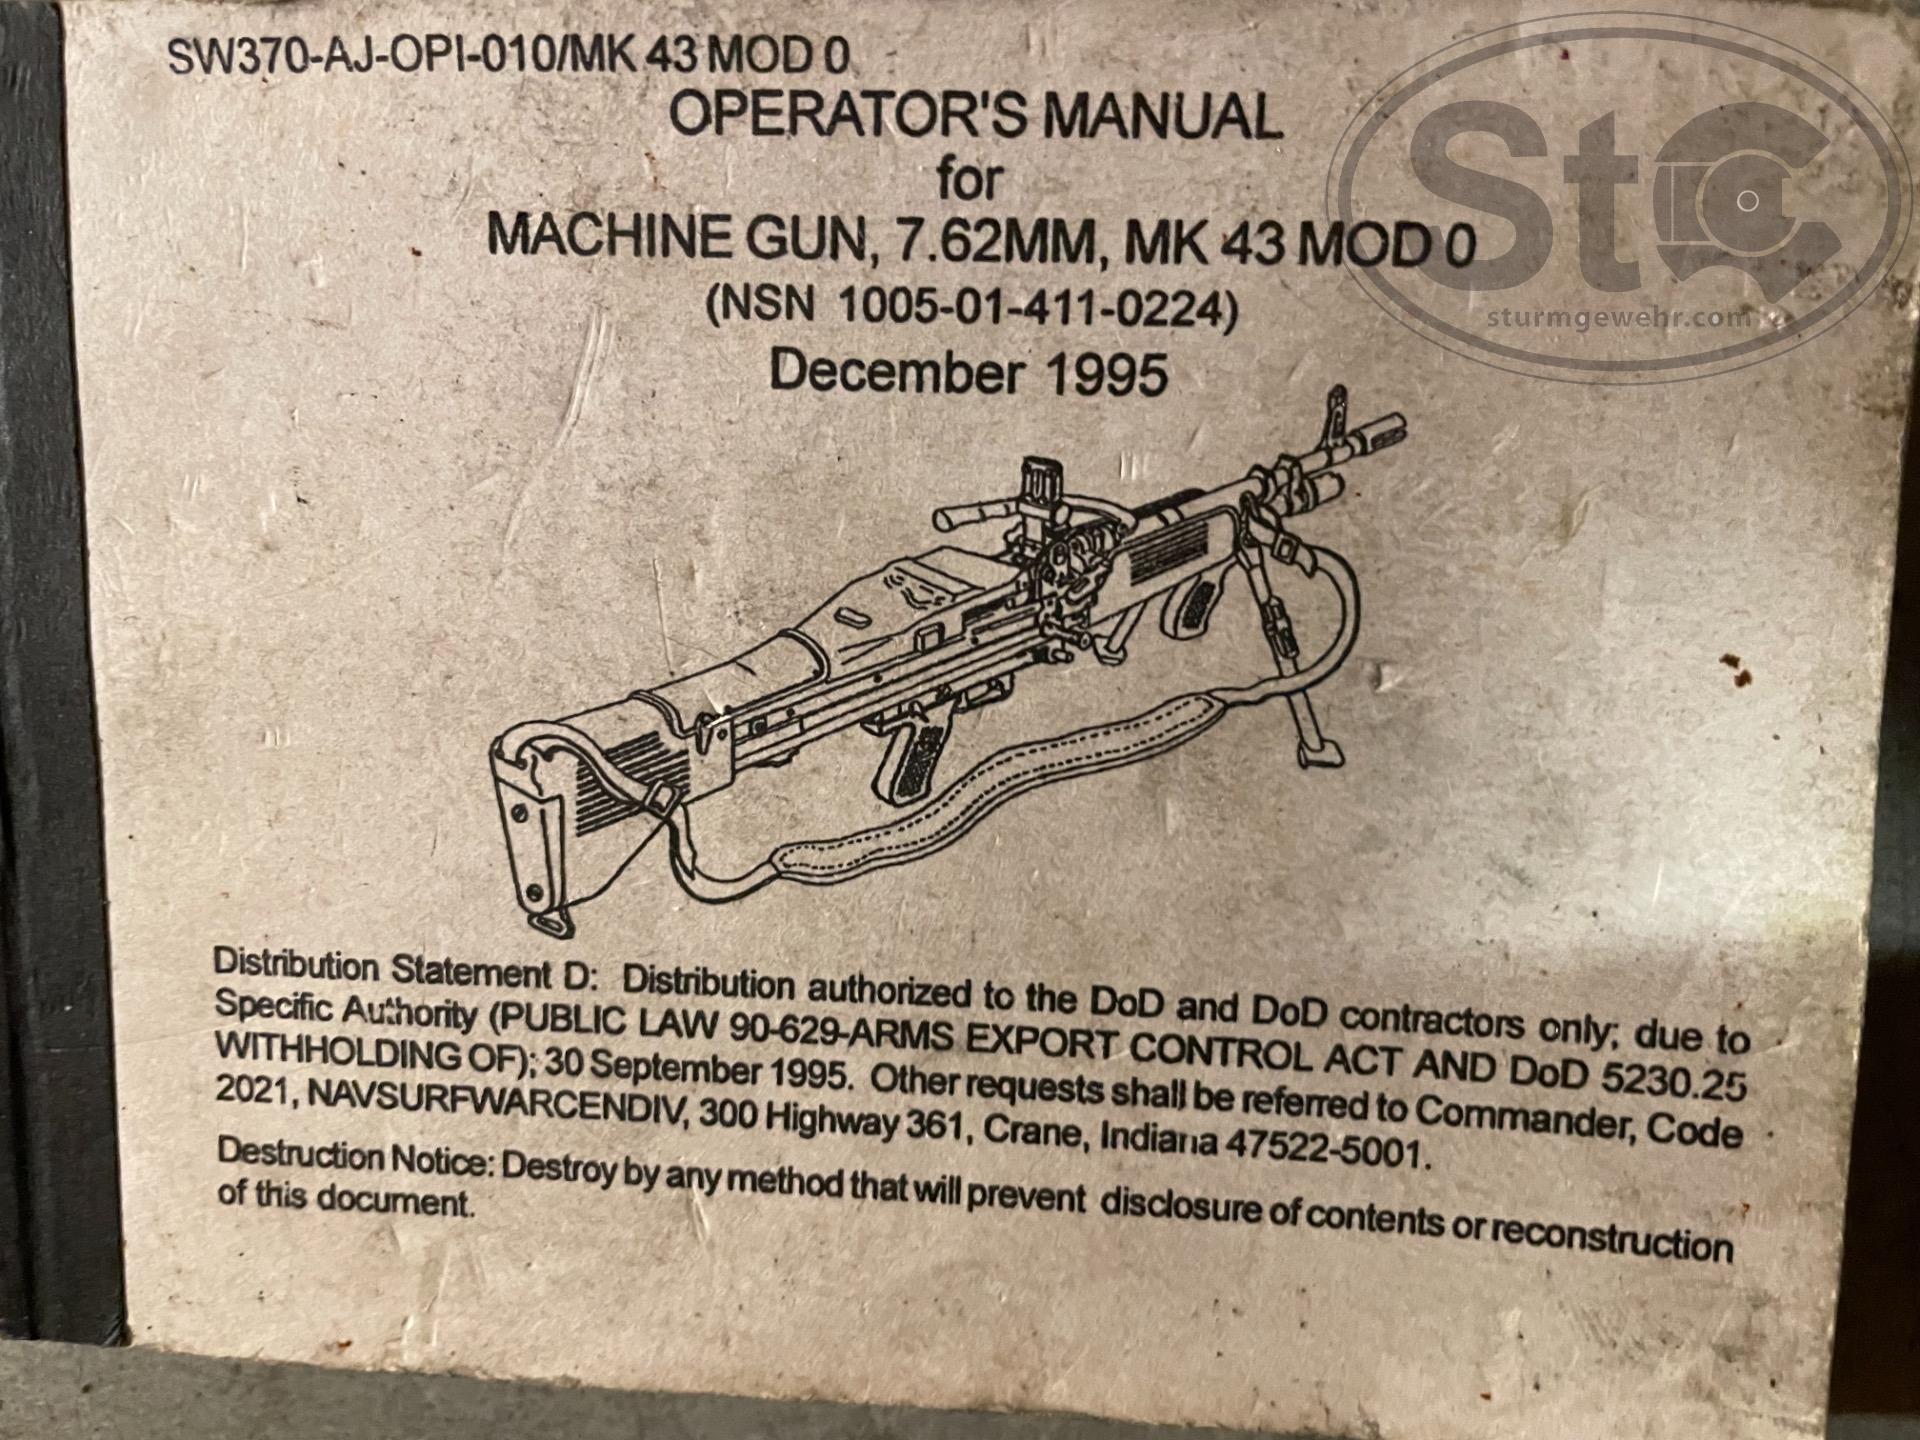 SW370-AJ-OPI-010/MK 43 MOD 0
OPERATOR'S MANUAL
for
MACHINE GUN, 7.62MM, MK 43 MOD 0
(NSN 1005-01-411-0224)
December 1995
StG
sturmgewehr.com
Distribution Statement D: Distribution authorized to the DoD and DoD contractors only; due to
Specific Authority (PUBLIC LAW 90-629-ARMS EXPORT CONTROL ACT AND DoD 5230.25
WITHHOLDING OF); 30 September 1995. Other requests shall be referred to Commander, Code
2021, NAVSURFWARCENDIV, 300 Highway 361, Crane, Indiana 47522-5001.
Destruction Notice: Destroy by any method that will prevent disclosure of contents or reconstruction
of this document.